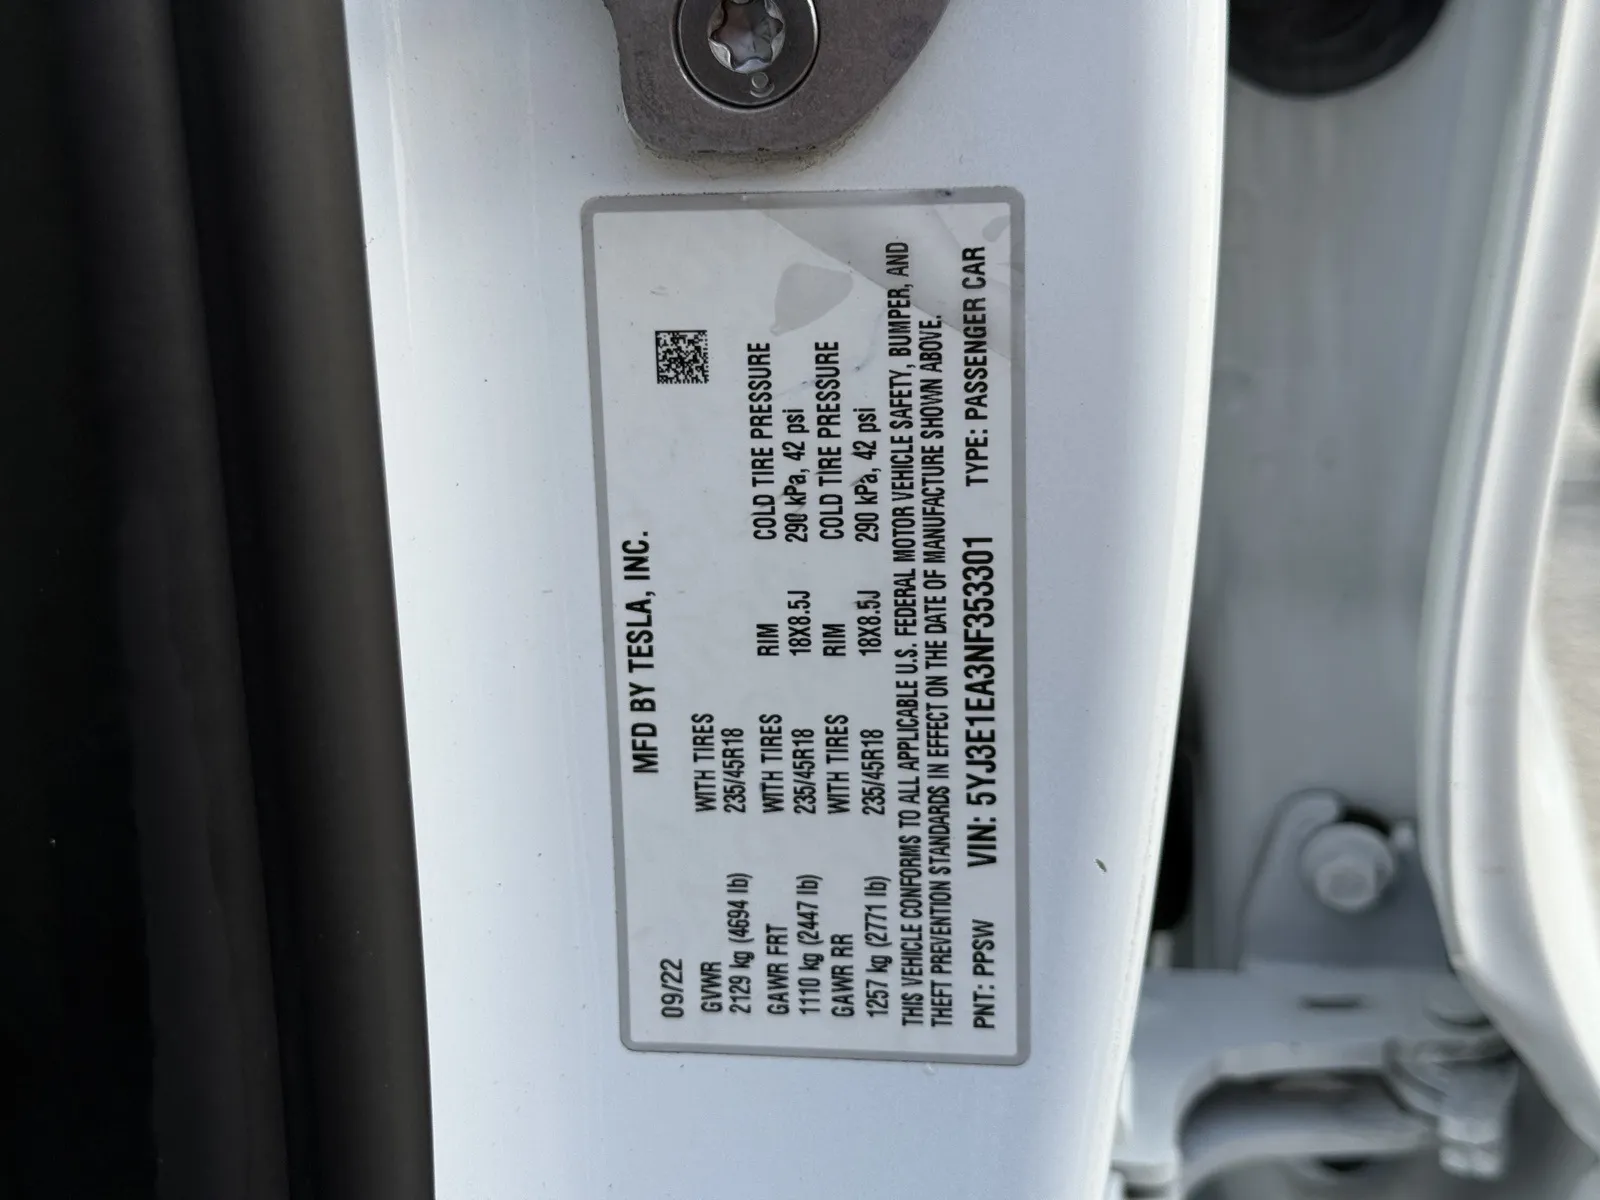 MFD BY TESLA, INC.
09/22
GVWR WITH TIRES
2129 kg (4694 lb) 235/45R18
GAWR FRT WITH TIRES RIM COLD TIRE PRESSURE
1110 kg (2447 lb) 235/45R18 18X8.5J 290 kPa, 42 psi
GAWR RR WITH TIRES RIM COLD TIRE PRESSURE
1257 kg (2771 lb) 235/45R18 18X8.5J 290 kPa, 42 psi
THIS VEHICLE CONFORMS TO ALL APPLICABLE U.S. FEDERAL MOTOR VEHICLE SAFETY, BUMPER, AND
THEFT PREVENTION STANDARDS IN EFFECT ON THE DATE OF MANUFACTURE SHOWN ABOVE.
PNT: PPSW VIN: 5YJ3E1EA3NF353301 TYPE: PASSENGER CAR